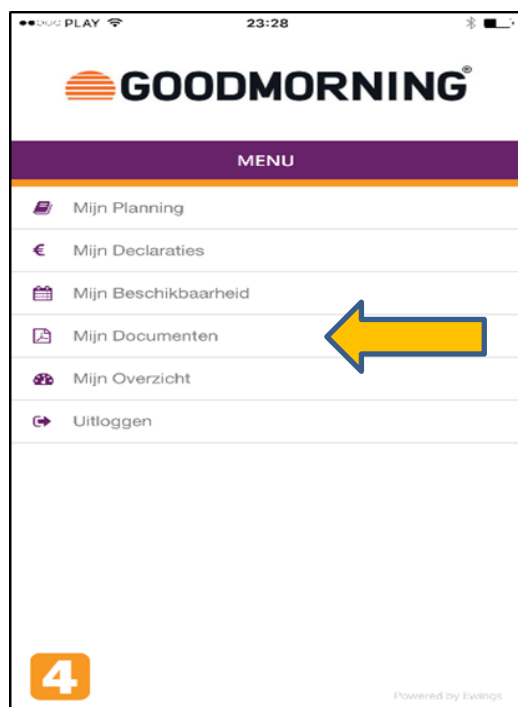 PLAY 23:28
GOODMORNING®
MENU
Mijn Planning
€ Mijn Declaraties
Mijn Beschikbaarheid
Mijn Documenten
Mijn Overzicht
Uitloggen
4
Powered by Ewings